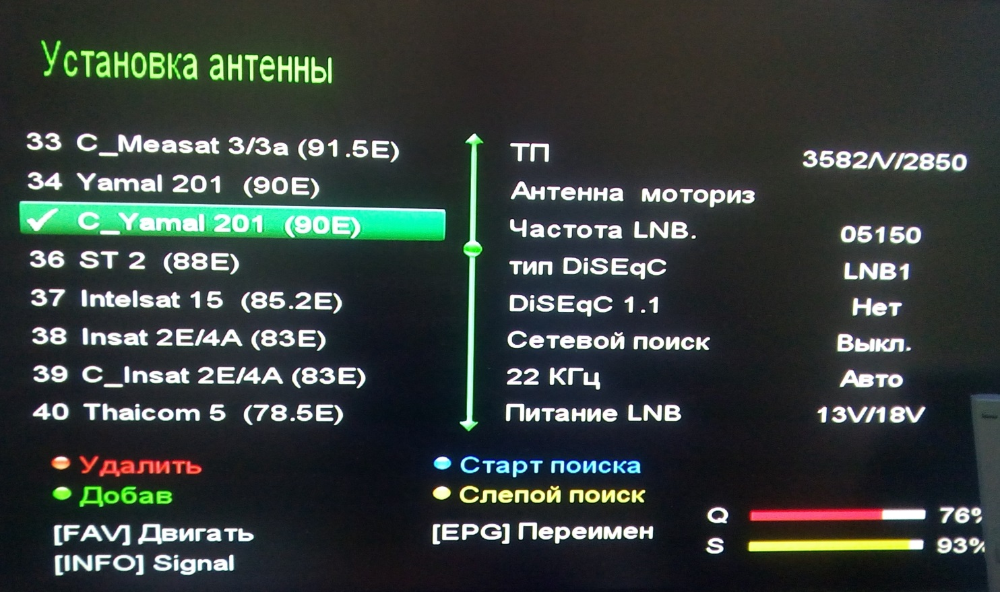 Установка антенны
33 C_Measat 3/3a (91.5E)
34 Yamal 201 (90E)
C_Yamal 201 (90E)
36 ST 2 (88E)
37 Intelsat 15 (85.2E)
38 Insat 2E/4A (83E)
39 C_Insat 2E/4A (83E)
40 Thaicom 5 (78.5E)
ТП 3582/V/2850
Антенна моториз
Частота LNB. 05150
тип DiSEqC LNB1
DiSEqC 1.1 Нет
Сетевой поиск Выкл.
22 КГц Авто
Питание LNB 13V/18V
Удалить
Добав
[FAV] Двигать
[INFO] Signal
Старт поиска
Слепой поиск
[EPG] Переимен
Q 76%
S 93%